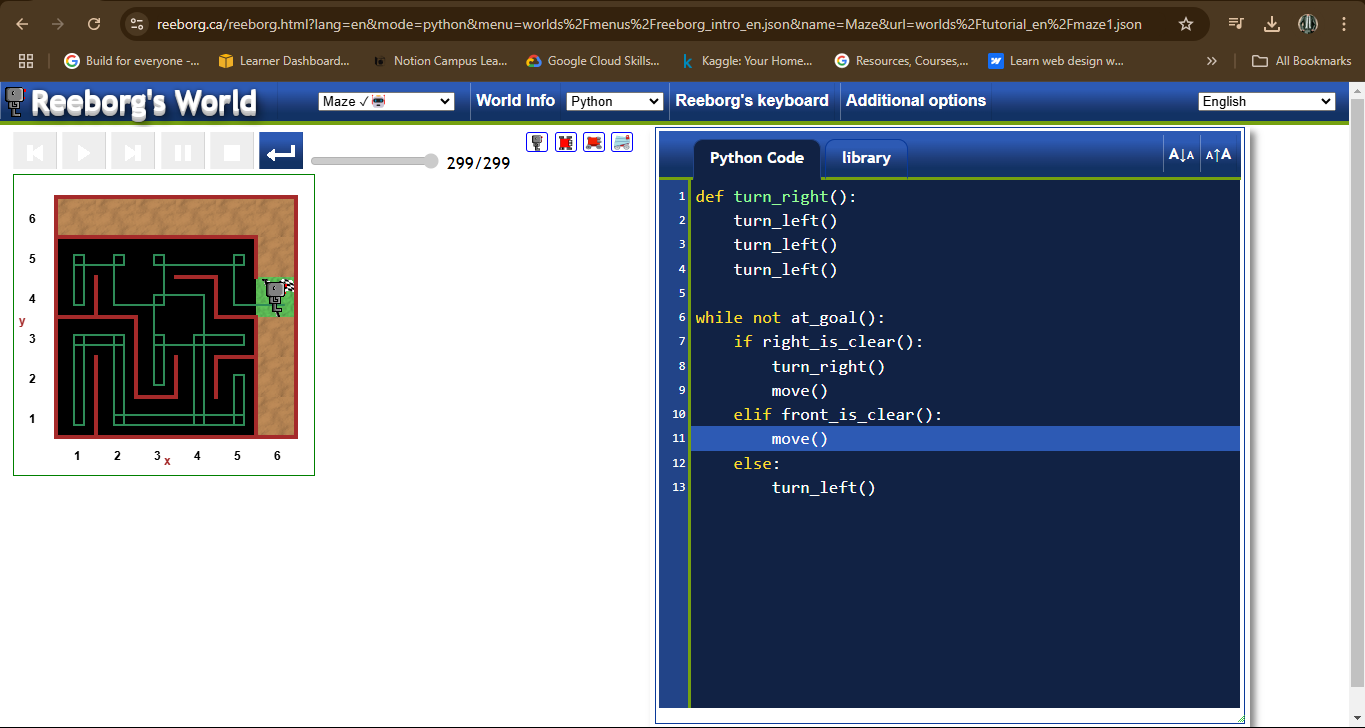 reeborg.ca/reeborg.html?lang=en&mode=python&menu=worlds%2Fmenus%2Freeborg_intro_en.json&name=Maze&url=worlds%2Ftutorial_en%2Fmaze1.json
Build for everyone -... Learner Dashboard... Notion Campus Lea... Google Cloud Skills... Kaggle: Your Home... Resources, Courses,... Learn web design w... » All Bookmarks
Reeborg's World Maze ✓ World Info Python Reeborg's keyboard Additional options English
299/299
6
5
4
y
3
2
1
1 2 3 x 4 5 6
Python Code library A↓A A↑A
1 def turn_right():
2     turn_left()
3     turn_left()
4     turn_left()
5
6 while not at_goal():
7     if right_is_clear():
8         turn_right()
9         move()
10     elif front_is_clear():
11         move()
12     else:
13         turn_left()